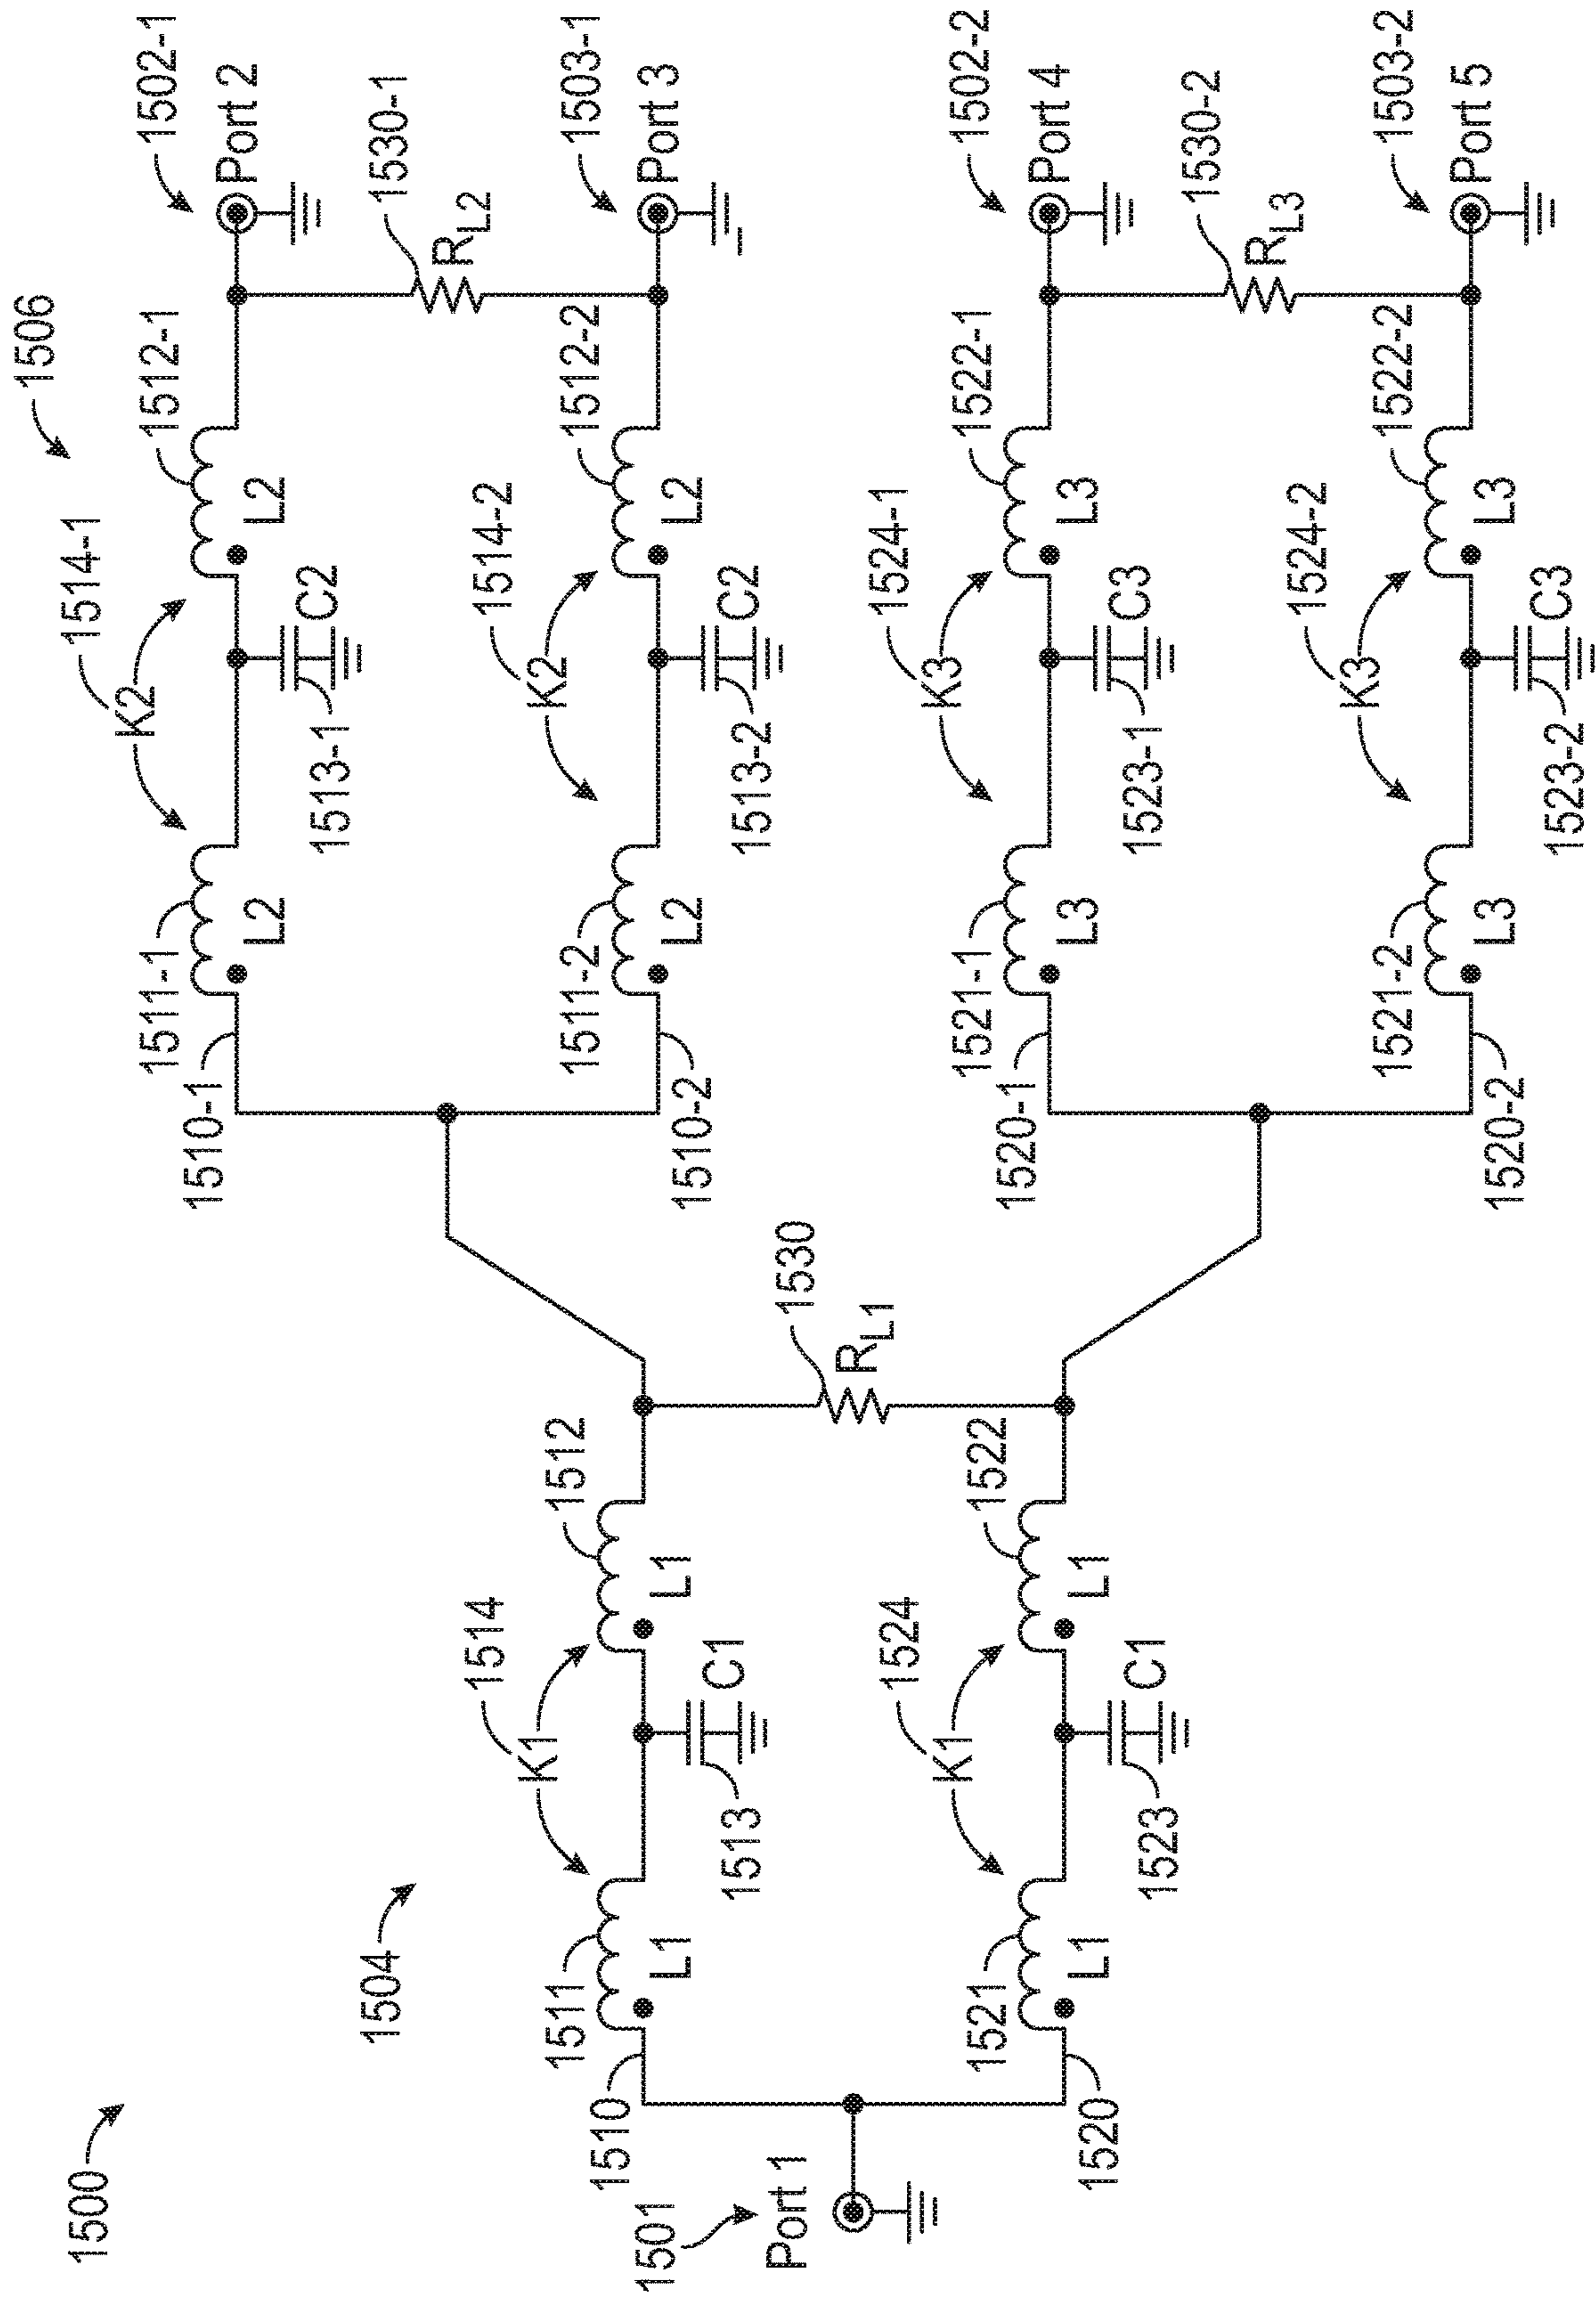 1500
1504
1506
1501
Port 1
1510
1511
L1
K1
1514
1513
C1
1512
L1
1530
RL1
1520
1521
L1
K1
1524
1523
C1
1522
L1
1510-1
1511-1
L2
K2
1514-1
1513-1
C2
1512-1
L2
1502-1
Port 2
1530-1
RL2
1510-2
1511-2
L2
K2
1514-2
1513-2
C2
1512-2
L2
1503-1
Port 3
1520-1
1521-1
L3
K3
1524-1
1523-1
C3
1522-1
L3
1502-2
Port 4
1530-2
RL3
1520-2
1521-2
L3
K3
1524-2
1523-2
C3
1522-2
L3
1503-2
Port 5